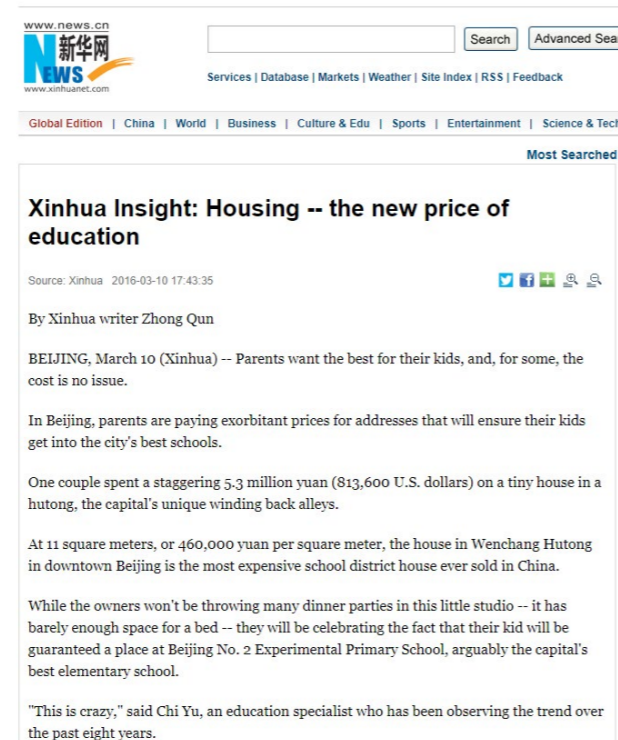 www.news.cn
新华网
NEWS
www.xinhuanet.com
Search
Advanced Sea
Services | Database | Markets | Weather | Site Index | RSS | Feedback
Global Edition | China | World | Business | Culture & Edu | Sports | Entertainment | Science & Tech
Most Searched
Xinhua Insight: Housing -- the new price of
education
Source: Xinhua 2016-03-10 17:43:35
By Xinhua writer Zhong Qun
BEIJING, March 10 (Xinhua) -- Parents want the best for their kids, and, for some, the
cost is no issue.
In Beijing, parents are paying exorbitant prices for addresses that will ensure their kids
get into the city's best schools.
One couple spent a staggering 5.3 million yuan (813,600 U.S. dollars) on a tiny house in a
hutong, the capital's unique winding back alleys.
At 11 square meters, or 460,000 yuan per square meter, the house in Wenchang Hutong
in downtown Beijing is the most expensive school district house ever sold in China.
While the owners won't be throwing many dinner parties in this little studio -- it has
barely enough space for a bed -- they will be celebrating the fact that their kid will be
guaranteed a place at Beijing No. 2 Experimental Primary School, arguably the capital's
best elementary school.
"This is crazy," said Chi Yu, an education specialist who has been observing the trend over
the past eight years.